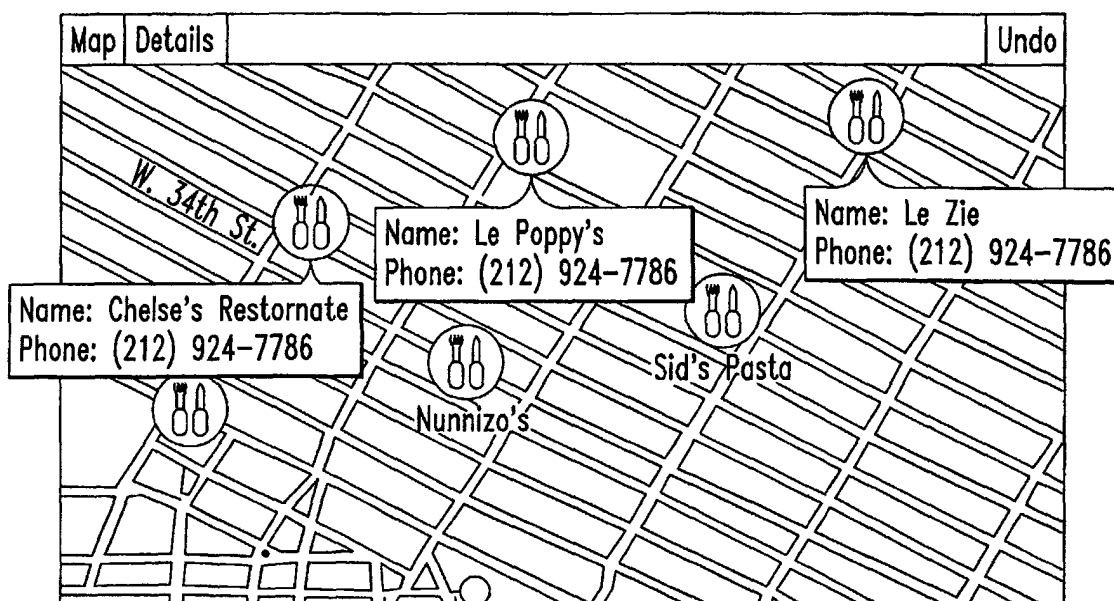 Map Details Undo
W. 34th St.
Name: Le Zie
Phone: (212) 924-7786
Name: Le Poppy's
Phone: (212) 924-7786
Name: Chelse's Restornate
Phone: (212) 924-7786
Sid's Pasta
Nunnizo's